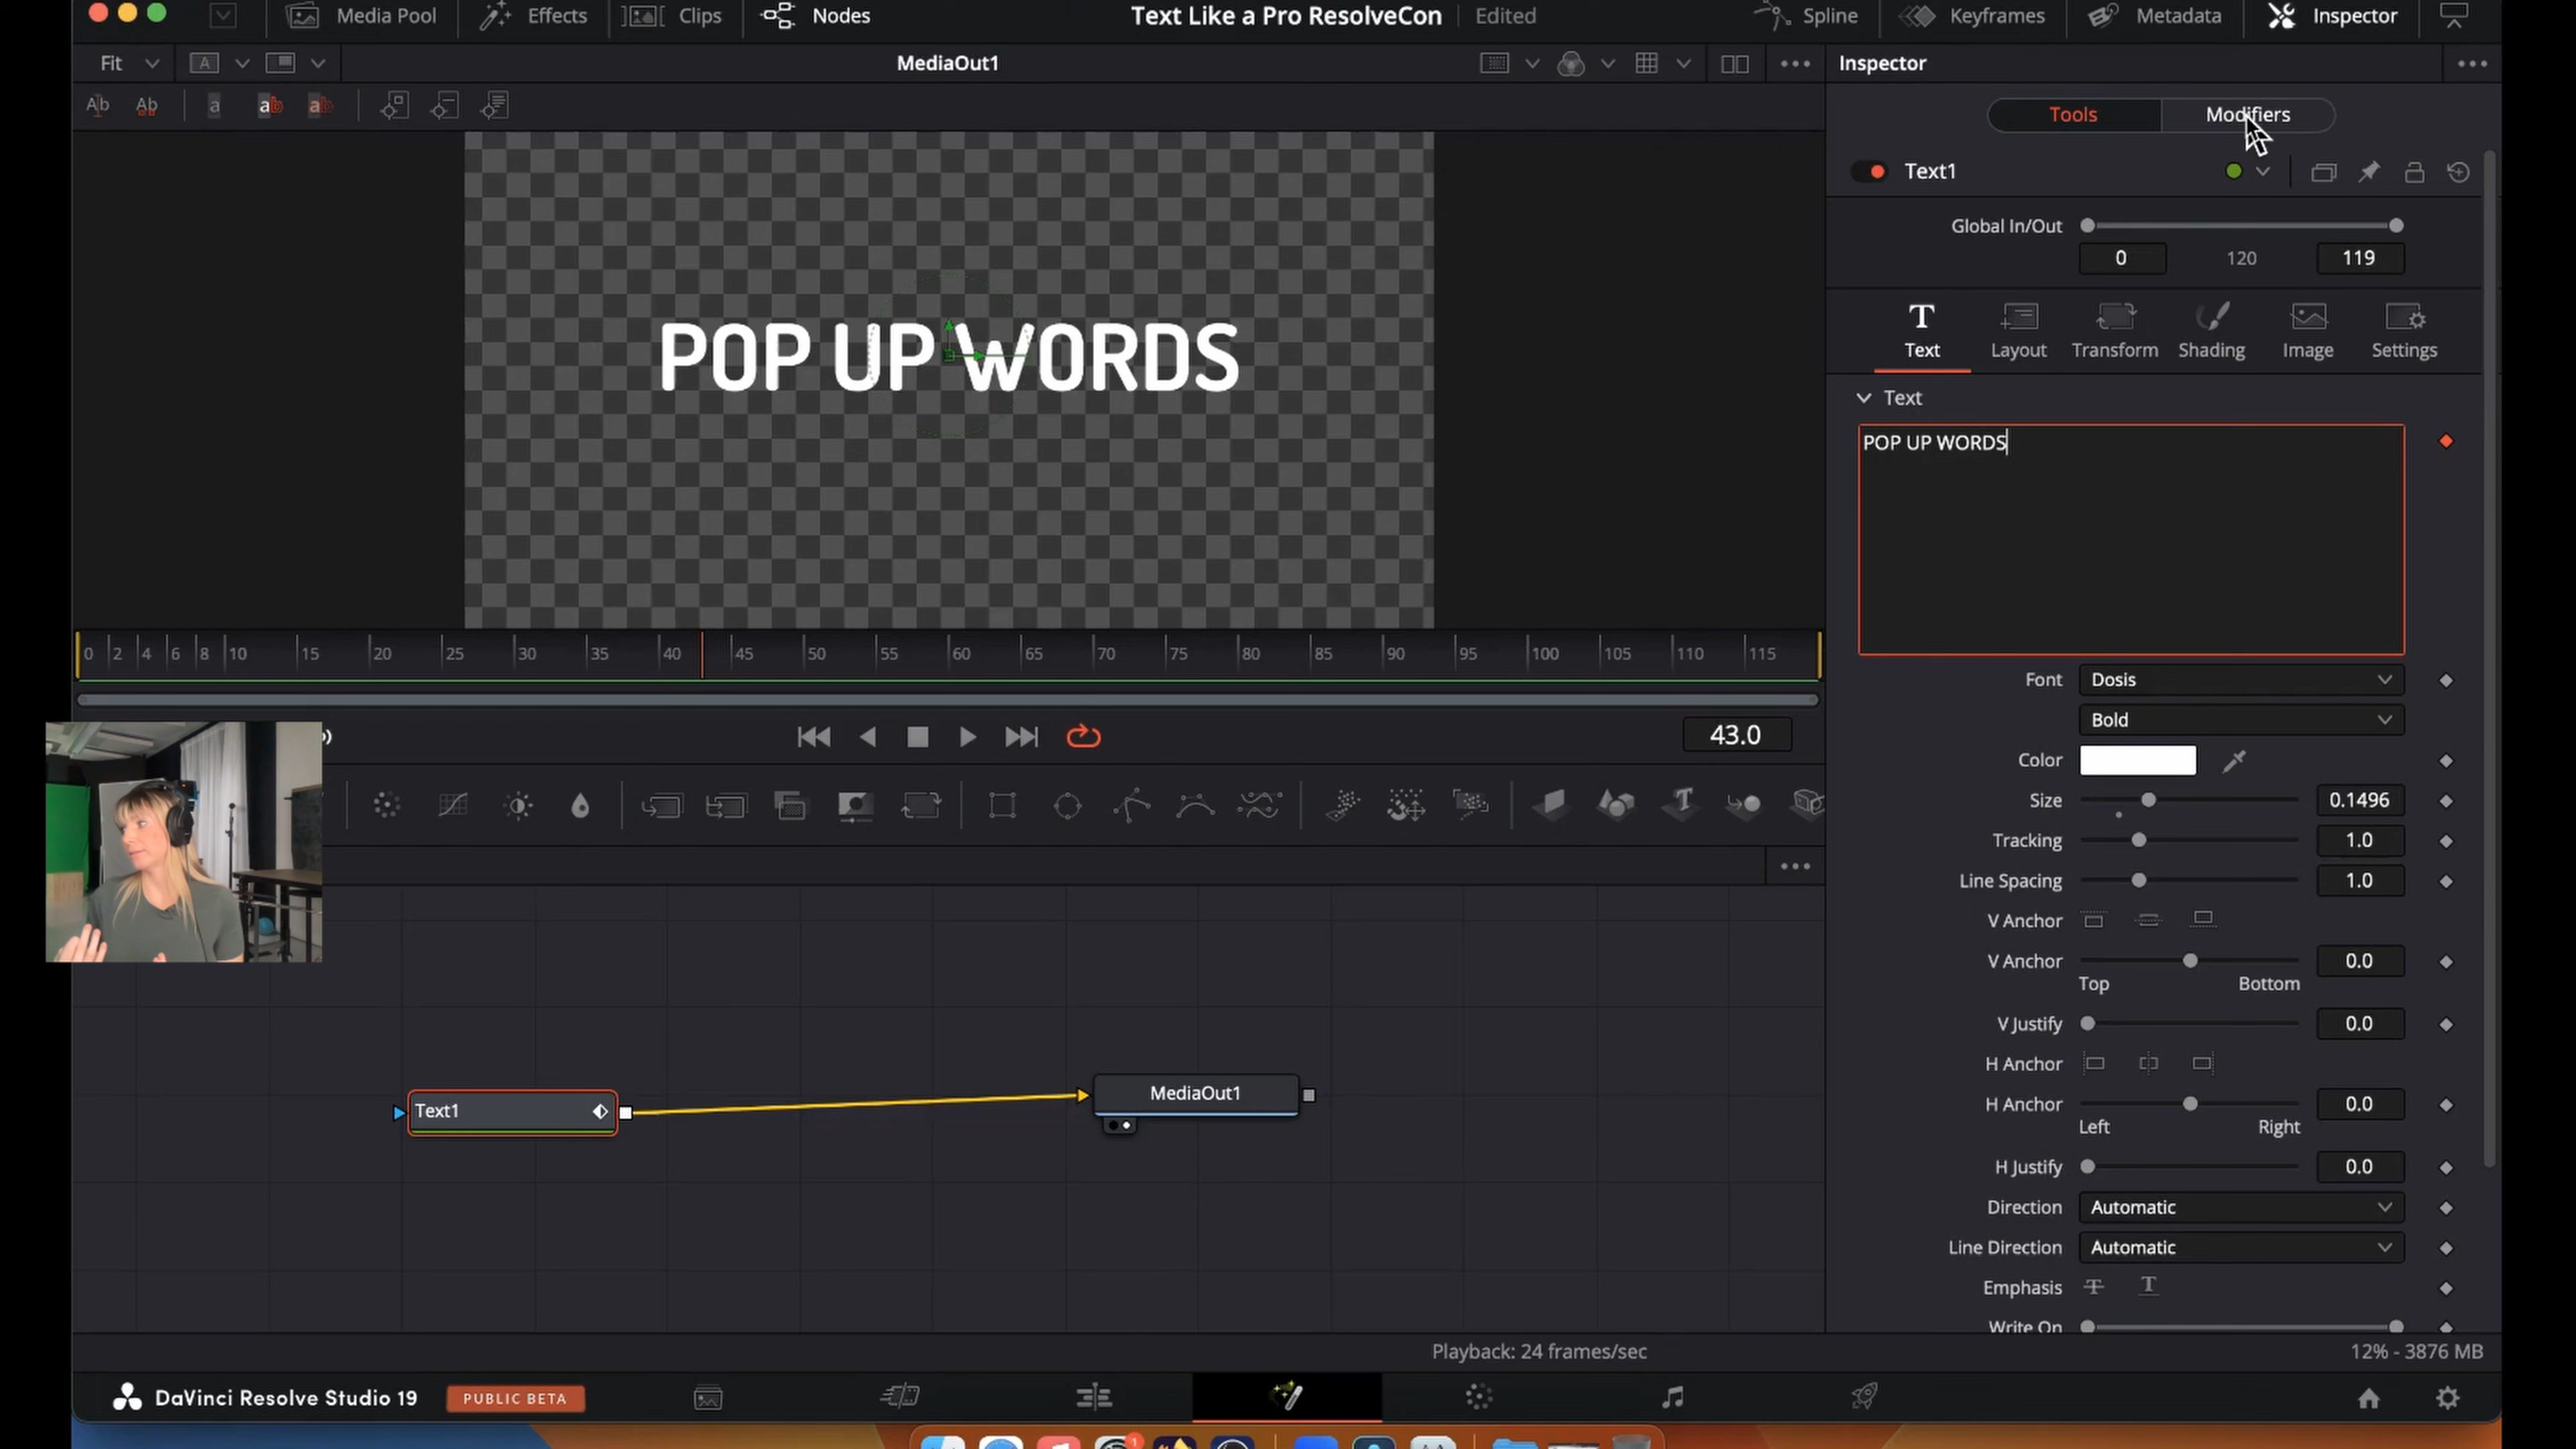 Media Pool Effects Clips Nodes Text Like a Pro ResolveCon Edited Spline Keyframes Metadata Inspector
Fit A MediaOut1 Inspector
Ab Ab a ab ab
Tools Modifiers
Text1
Global In/Out
0 120 119
POP UP WORDS
T
Text Layout Transform Shading Image Settings
Text
POP UP WORDS
0 2 4 6 8 10 15 20 25 30 35 40 45 50 55 60 65 70 75 80 85 90 95 100 105 110 115
43.0
Font Dosis
Bold
Color
Size 0.1496
Tracking 1.0
Line Spacing 1.0
V Anchor
V Anchor 0.0
Top Bottom
V Justify 0.0
H Anchor
H Anchor 0.0
Left Right
H Justify 0.0
Direction Automatic
Line Direction Automatic
Emphasis T T
Write On
Text1
MediaOut1
Playback: 24 frames/sec 12% - 3876 MB
DaVinci Resolve Studio 19 PUBLIC BETA
1